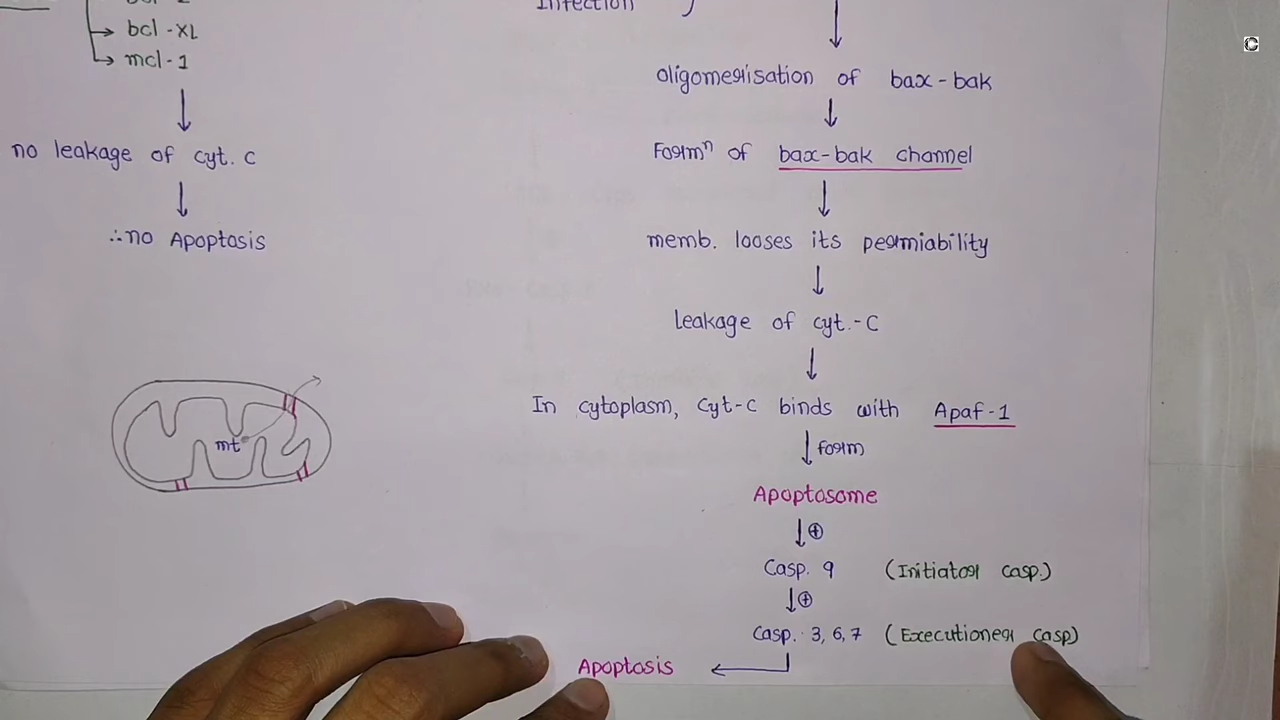 bcl-XL
mcl-1
no leakage of cyt. c
∴no Apoptosis
mt
Infection
oligomerisation of bax-bak
Formⁿ of bax-bak channel
memb. looses its permiability
leakage of cyt.-C
In cytoplasm, Cyt-C binds with Apaf-1
form
Apoptosome
⊕
Casp. 9 (Initiator casp.)
⊕
Casp. 3, 6, 7 (Executioner casp)
Apoptosis